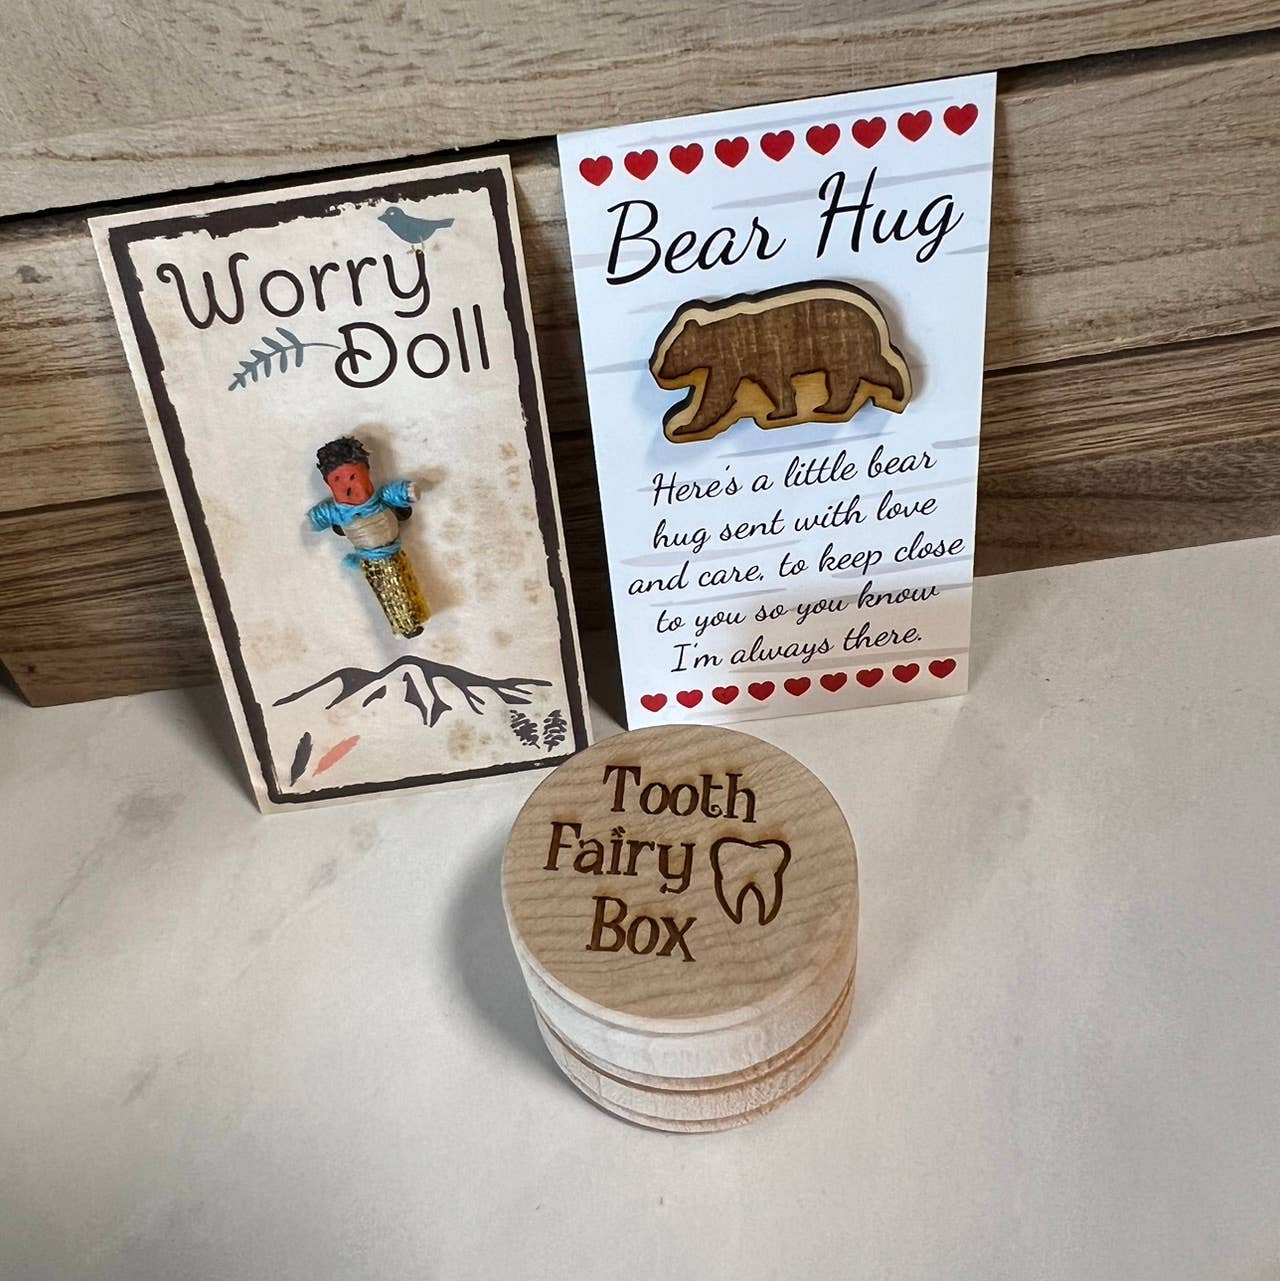 Worry
Doll
Bear Hug
Here's a little bear
hug sent with love
and care, to keep close
to you so you know
I'm always there.
Tooth
Fairy
Box